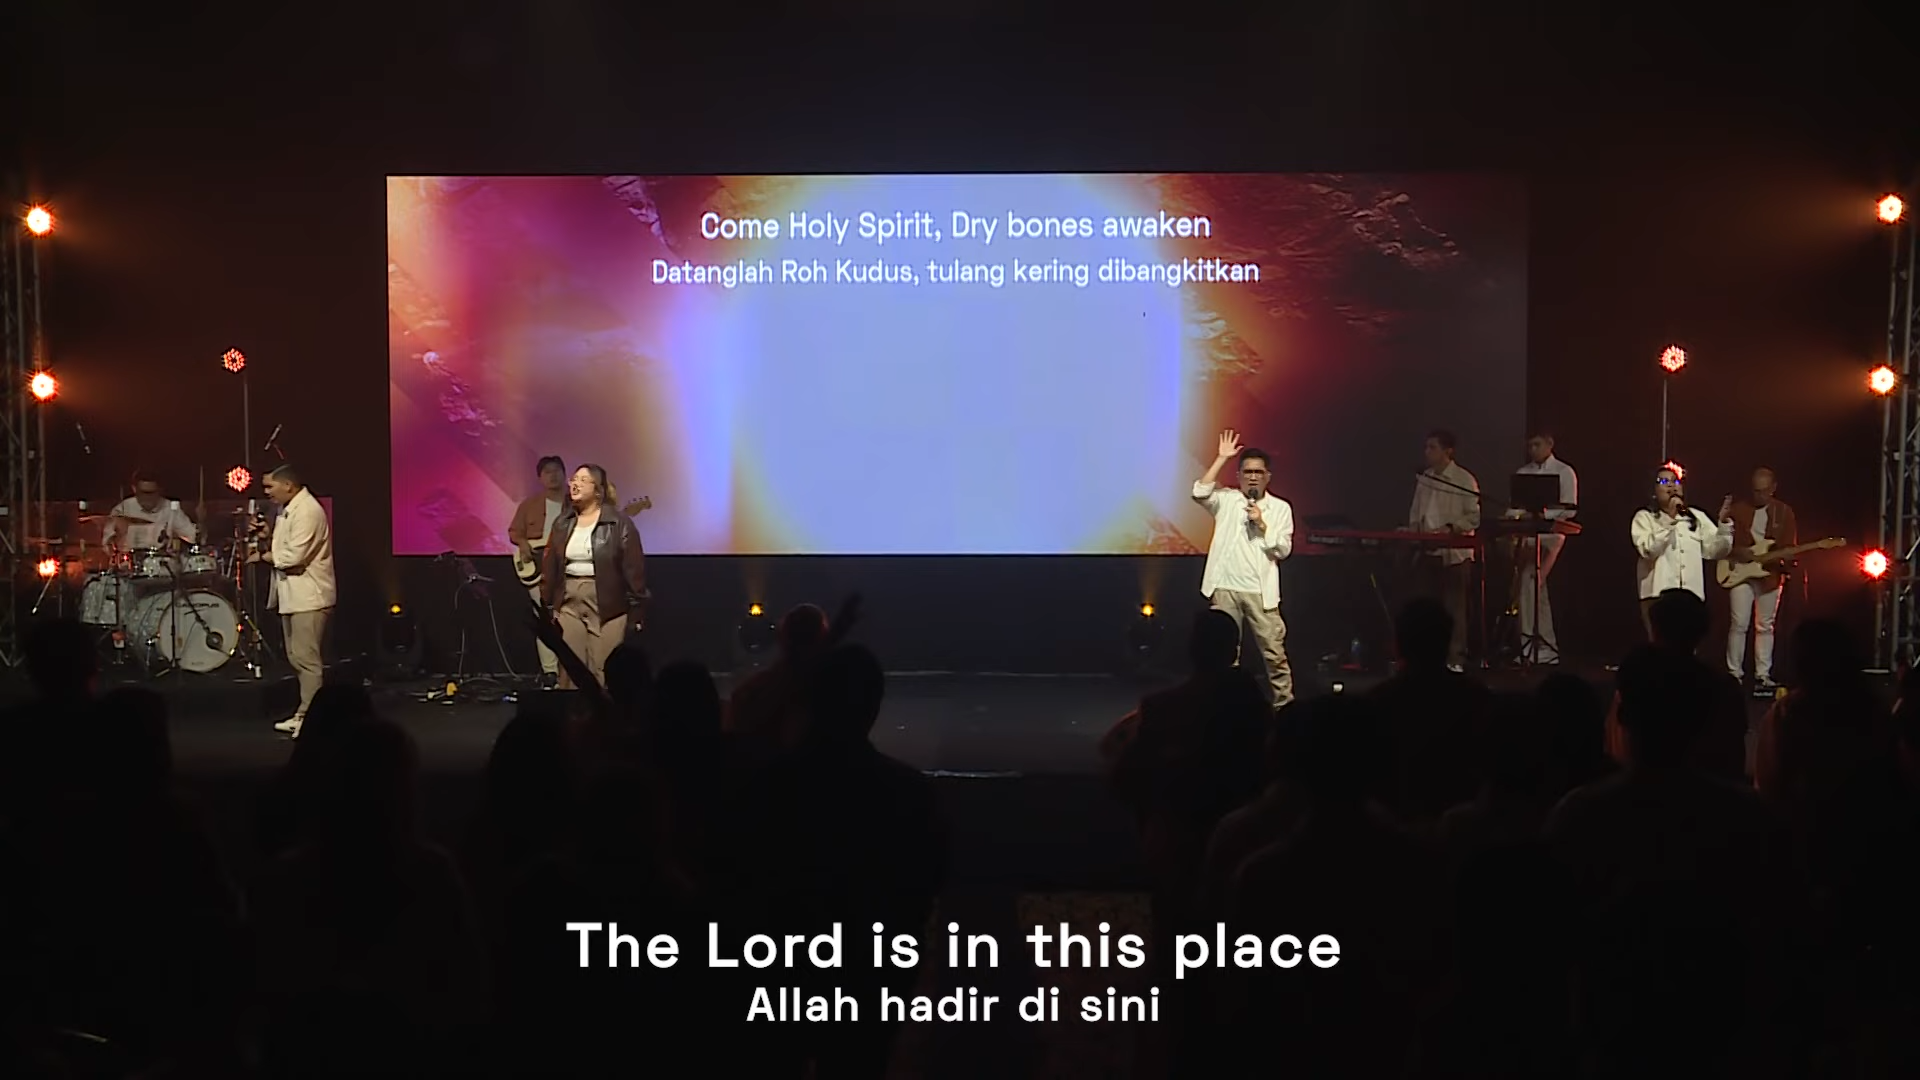 Come Holy Spirit, Dry bones awaken
Datanglah Roh Kudus, tulang kering dibangkitkan
The Lord is in this place
Allah hadir di sini